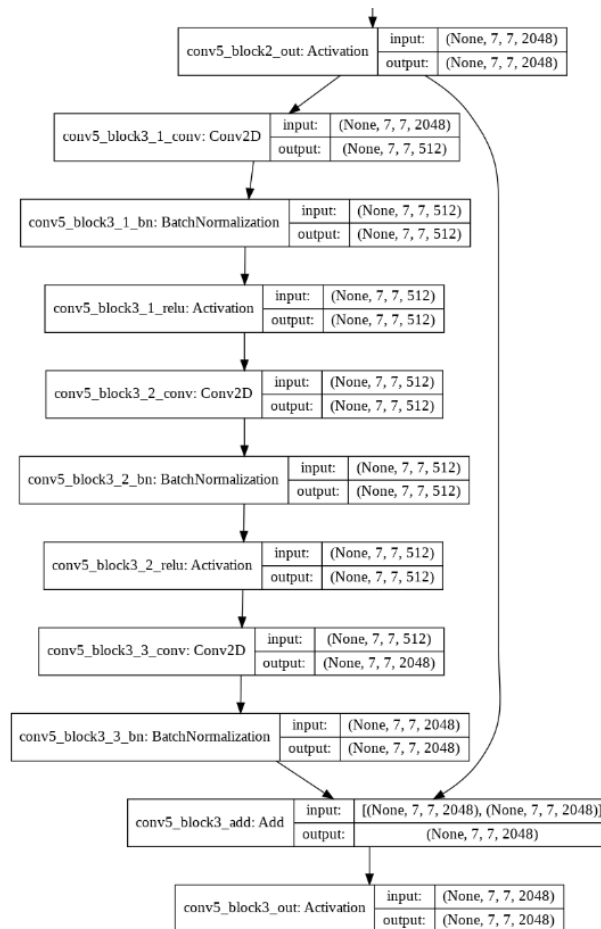 conv5_block2_out: Activation
input: (None, 7, 7, 2048)
output: (None, 7, 7, 2048)
conv5_block3_1_conv: Conv2D
input: (None, 7, 7, 2048)
output: (None, 7, 7, 512)
conv5_block3_1_bn: BatchNormalization
input: (None, 7, 7, 512)
output: (None, 7, 7, 512)
conv5_block3_1_relu: Activation
input: (None, 7, 7, 512)
output: (None, 7, 7, 512)
conv5_block3_2_conv: Conv2D
input: (None, 7, 7, 512)
output: (None, 7, 7, 512)
conv5_block3_2_bn: BatchNormalization
input: (None, 7, 7, 512)
output: (None, 7, 7, 512)
conv5_block3_2_relu: Activation
input: (None, 7, 7, 512)
output: (None, 7, 7, 512)
conv5_block3_3_conv: Conv2D
input: (None, 7, 7, 512)
output: (None, 7, 7, 2048)
conv5_block3_3_bn: BatchNormalization
input: (None, 7, 7, 2048)
output: (None, 7, 7, 2048)
conv5_block3_add: Add
input: [(None, 7, 7, 2048), (None, 7, 7, 2048)]
output: (None, 7, 7, 2048)
conv5_block3_out: Activation
input: (None, 7, 7, 2048)
output: (None, 7, 7, 2048)